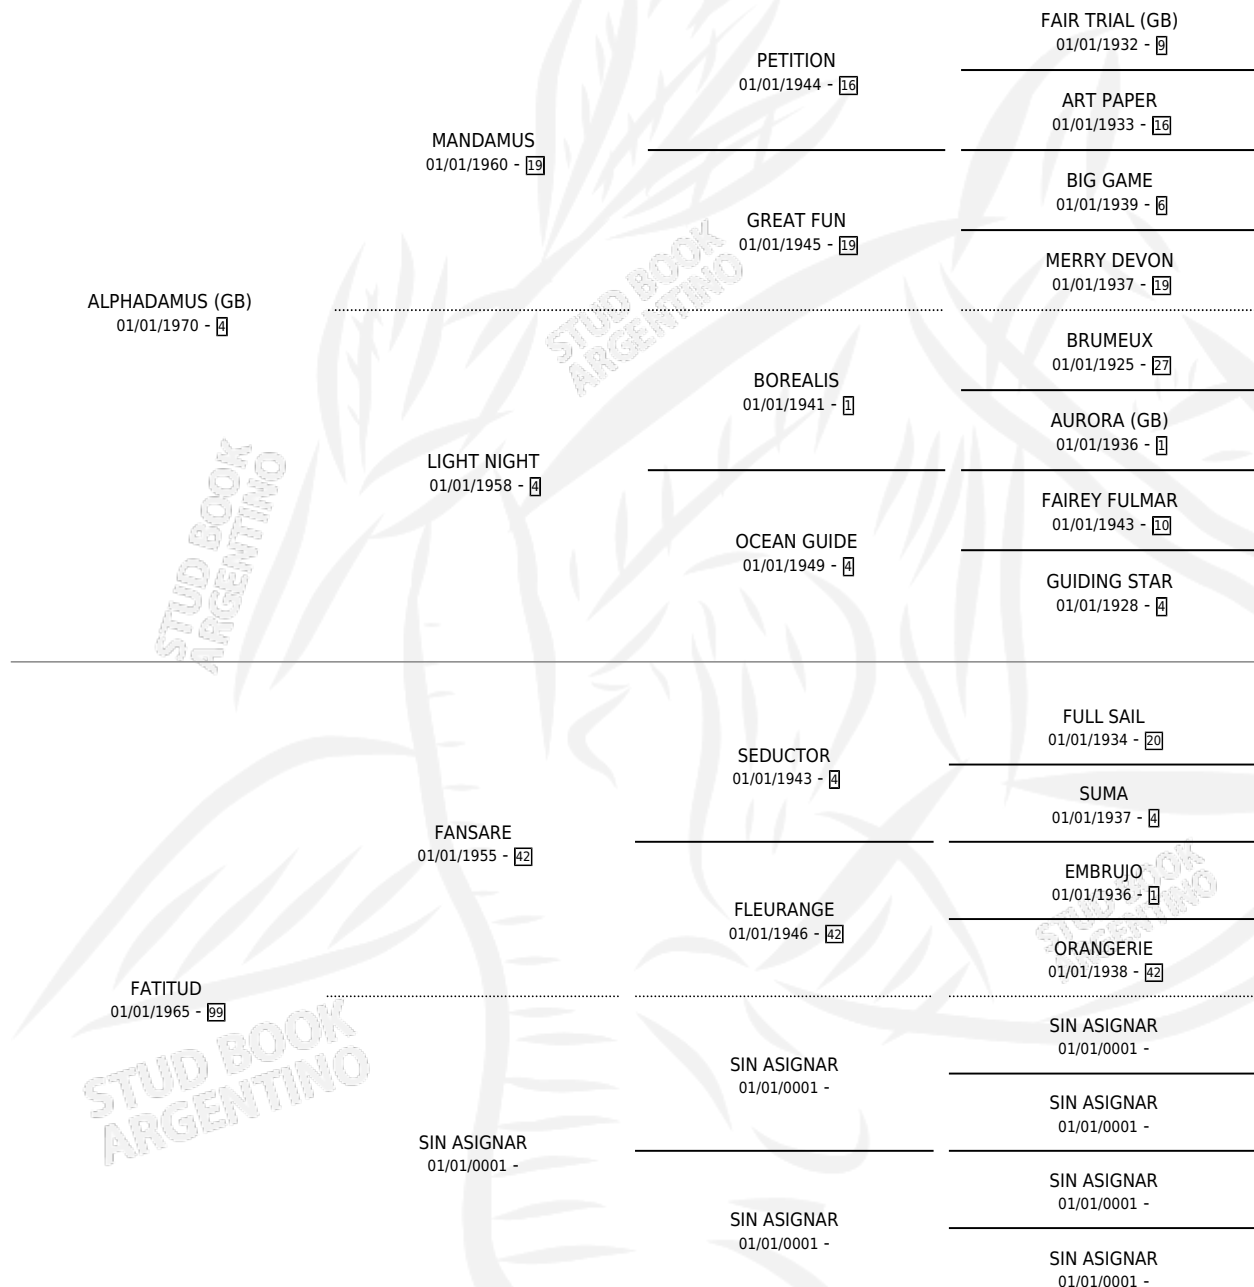 FAIR TRIAL (GB)
01/01/1932 - 9
PETITION
01/01/1944 - 16
ART PAPER
01/01/1933 - 16
MANDAMUS
01/01/1960 - 19
BIG GAME
01/01/1939 - 6
GREAT FUN
01/01/1945 - 19
MERRY DEVON
01/01/1937 - 19
ALPHADAMUS (GB)
01/01/1970 - 4
BRUMEUX
01/01/1925 - 27
BOREALIS
01/01/1941 - 1
AURORA (GB)
01/01/1936 - 1
LIGHT NIGHT
01/01/1958 - 4
FAIREY FULMAR
01/01/1943 - 10
OCEAN GUIDE
01/01/1949 - 4
GUIDING STAR
01/01/1928 - 4
FULL SAIL
01/01/1934 - 20
SEDUCTOR
01/01/1943 - 4
SUMA
01/01/1937 - 4
FANSARE
01/01/1955 - 42
EMBRUJO
01/01/1936 - 1
FLEURANGE
01/01/1946 - 42
ORANGERIE
01/01/1938 - 42
FATITUD
01/01/1965 - 99
SIN ASIGNAR
01/01/0001 -
SIN ASIGNAR
01/01/0001 -
SIN ASIGNAR
01/01/0001 -
SIN ASIGNAR
01/01/0001 -
SIN ASIGNAR
01/01/0001 -
SIN ASIGNAR
01/01/0001 -
SIN ASIGNAR
01/01/0001 -
STUD BOOK
ARGENTINO
STUD BOOK
ARGENTINO
STUD BOOK
ARGENTINO
STUD BOOK
ARGENTINO